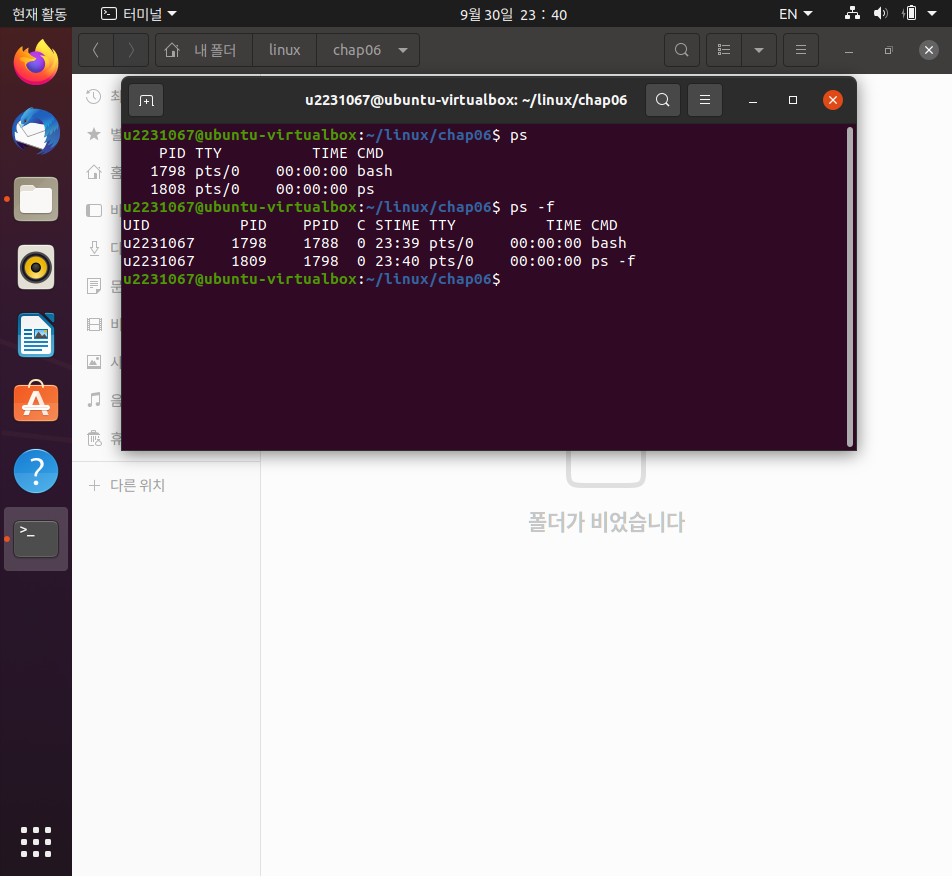 현재 활동 터미널 9월 30일 23 : 40 EN
내 폴더 linux chap06
u2231067@ubuntu-virtualbox: ~/linux/chap06
u2231067@ubuntu-virtualbox:~/linux/chap06$ ps
PID TTY TIME CMD
1798 pts/0 00:00:00 bash
1808 pts/0 00:00:00 ps
u2231067@ubuntu-virtualbox:~/linux/chap06$ ps -f
UID PID PPID C STIME TTY TIME CMD
u2231067 1798 1788 0 23:39 pts/0 00:00:00 bash
u2231067 1809 1798 0 23:40 pts/0 00:00:00 ps -f
u2231067@ubuntu-virtualbox:~/linux/chap06$
다른 위치
폴더가 비었습니다